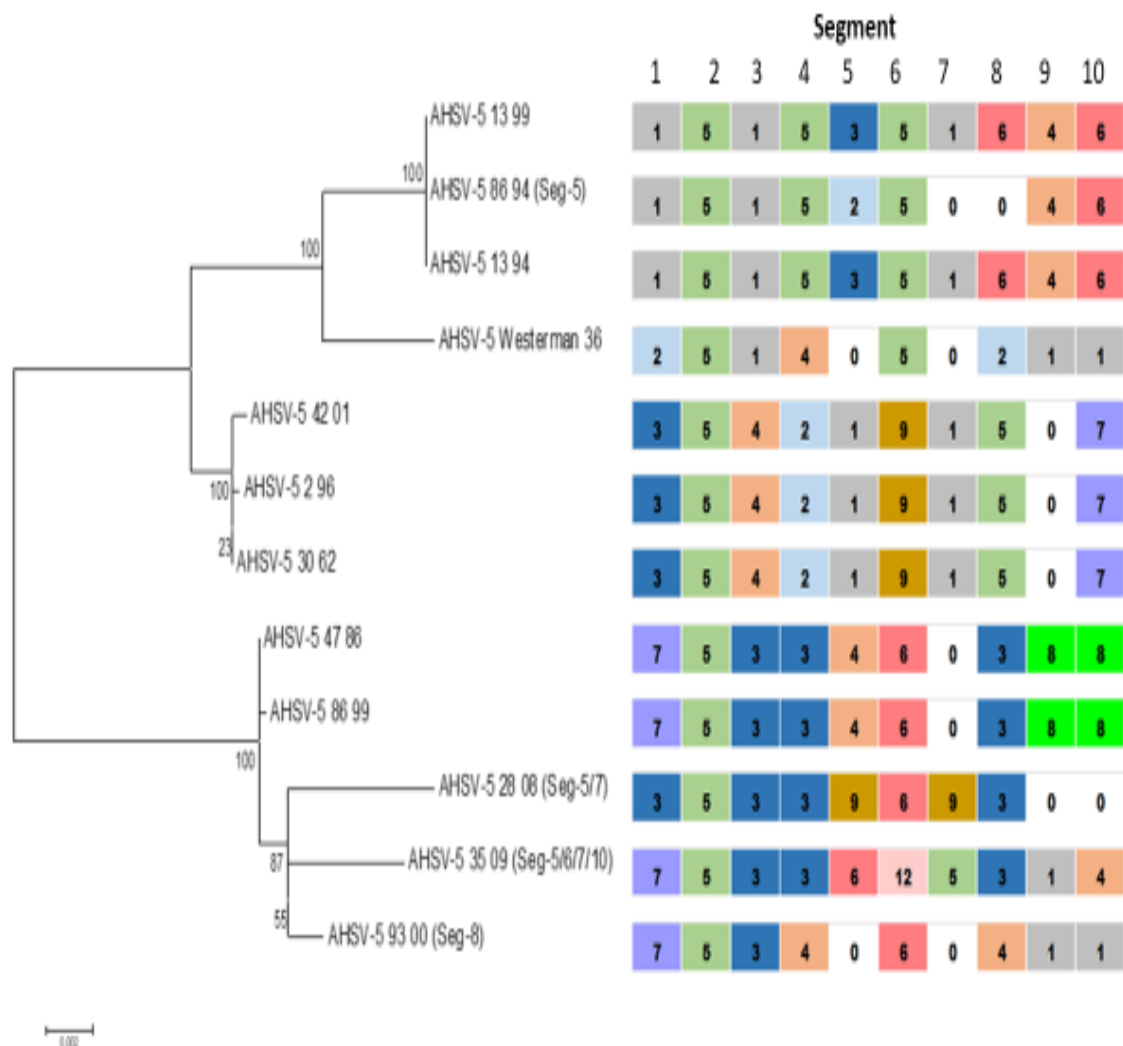 Segment
1 2 3 4 5 6 7 8 9 10
AHSV-5 13 99 1 5 1 5 3 5 1 6 4 6
100
AHSV-5 86 94 (Seg-5) 1 5 1 5 2 5 0 0 4 6
100
AHSV-5 13 94 1 5 1 5 3 5 1 6 4 6
AHSV-5 Westerman 36 2 5 1 4 0 5 0 2 1 1
AHSV-5 42 01 3 5 4 2 1 9 1 5 0 7
100
AHSV-5 2 96 3 5 4 2 1 9 1 5 0 7
23
AHSV-5 30 62 3 5 4 2 1 9 1 5 0 7
AHSV-5 47 86 7 5 3 3 4 6 0 3 8 8
AHSV-5 86 99 7 5 3 3 4 6 0 3 8 8
100
AHSV-5 28 08 (Seg-5/7) 3 5 3 3 9 6 9 3 0 0
87
AHSV-5 35 09 (Seg-5/6/7/10) 7 5 3 3 6 12 5 3 1 4
55
AHSV-5 93 00 (Seg-8) 7 5 3 4 0 6 0 4 1 1
0.002